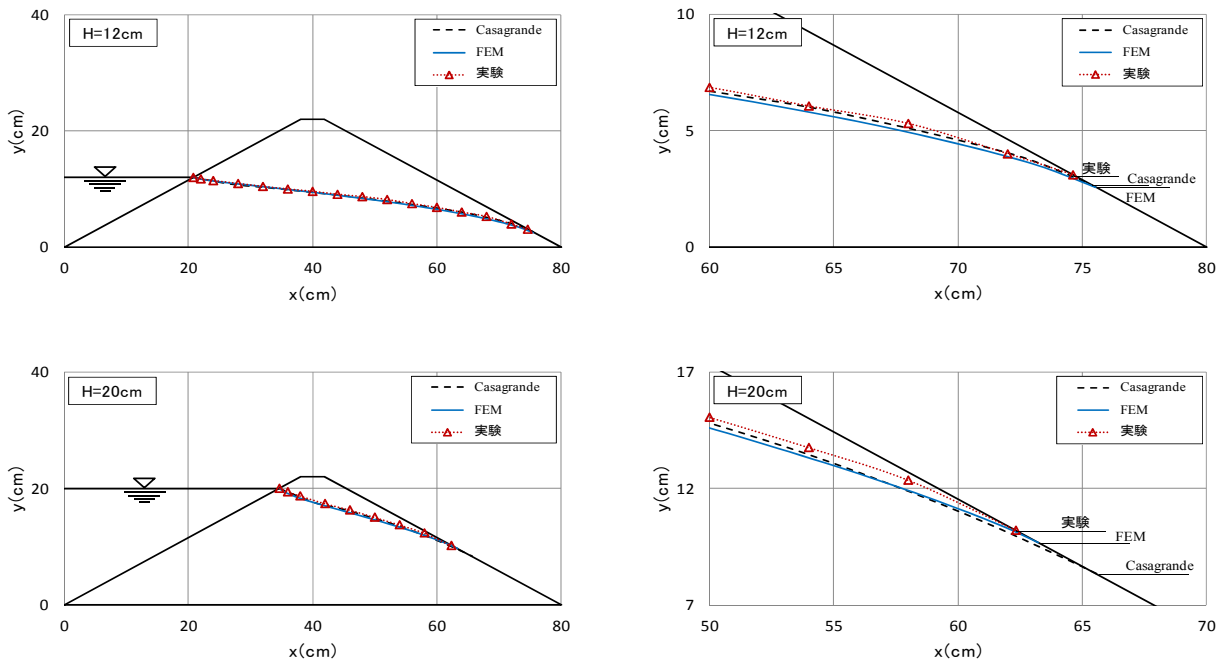 40
H=12cm
Casagrande
FEM
実験
y(cm)
20
0
0
20
40
60
80
x(cm)
10
H=12cm
Casagrande
FEM
実験
y(cm)
5
実験
Casagrande
FEM
0
60
65
70
75
80
x(cm)
40
H=20cm
Casagrande
FEM
実験
y(cm)
20
0
0
20
40
60
80
x(cm)
17
H=20cm
Casagrande
FEM
実験
y(cm)
12
実験
FEM
Casagrande
7
50
55
60
65
70
x(cm)